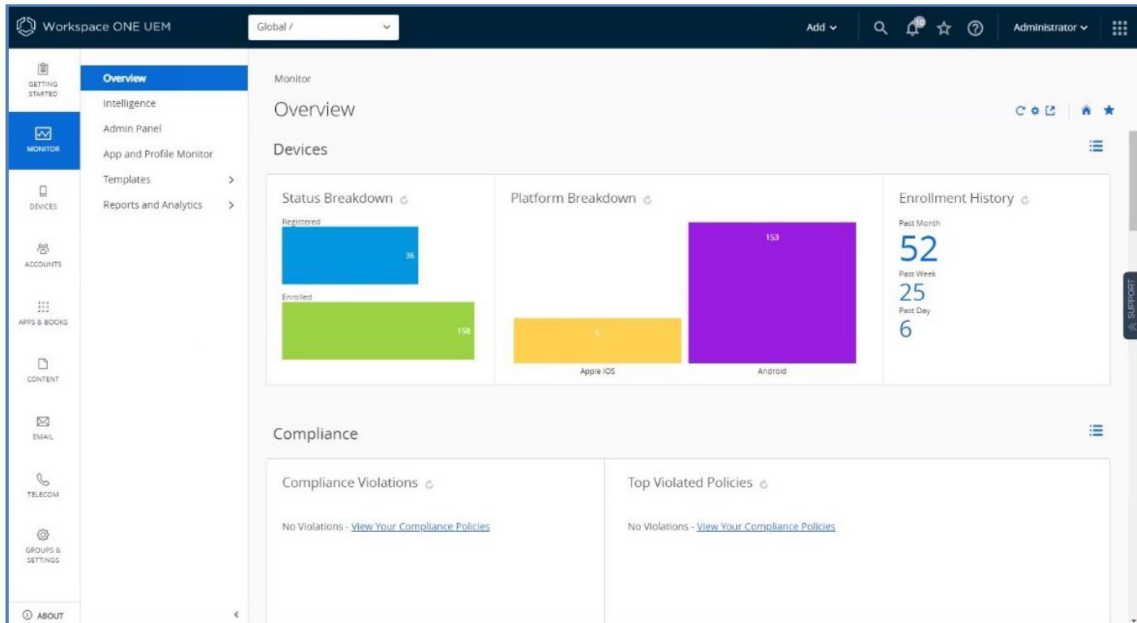 Workspace ONE UEM
Global /
Add
10
Administrator
GETTING
STARTED
MONITOR
DEVICES
ACCOUNTS
APPS & BOOKS
CONTENT
EMAIL
TELECOM
GROUPS &
SETTINGS
ABOUT
Overview
Intelligence
Admin Panel
App and Profile Monitor
Templates
Reports and Analytics
Monitor
Overview
Devices
Status Breakdown
Registered
36
Enrolled
158
Platform Breakdown
5
Apple iOS
153
Android
Enrollment History
Past Month
52
Past Week
25
Past Day
6
SUPPORT
Compliance
Compliance Violations
No Violations - View Your Compliance Policies
Top Violated Policies
No Violations - View Your Compliance Policies